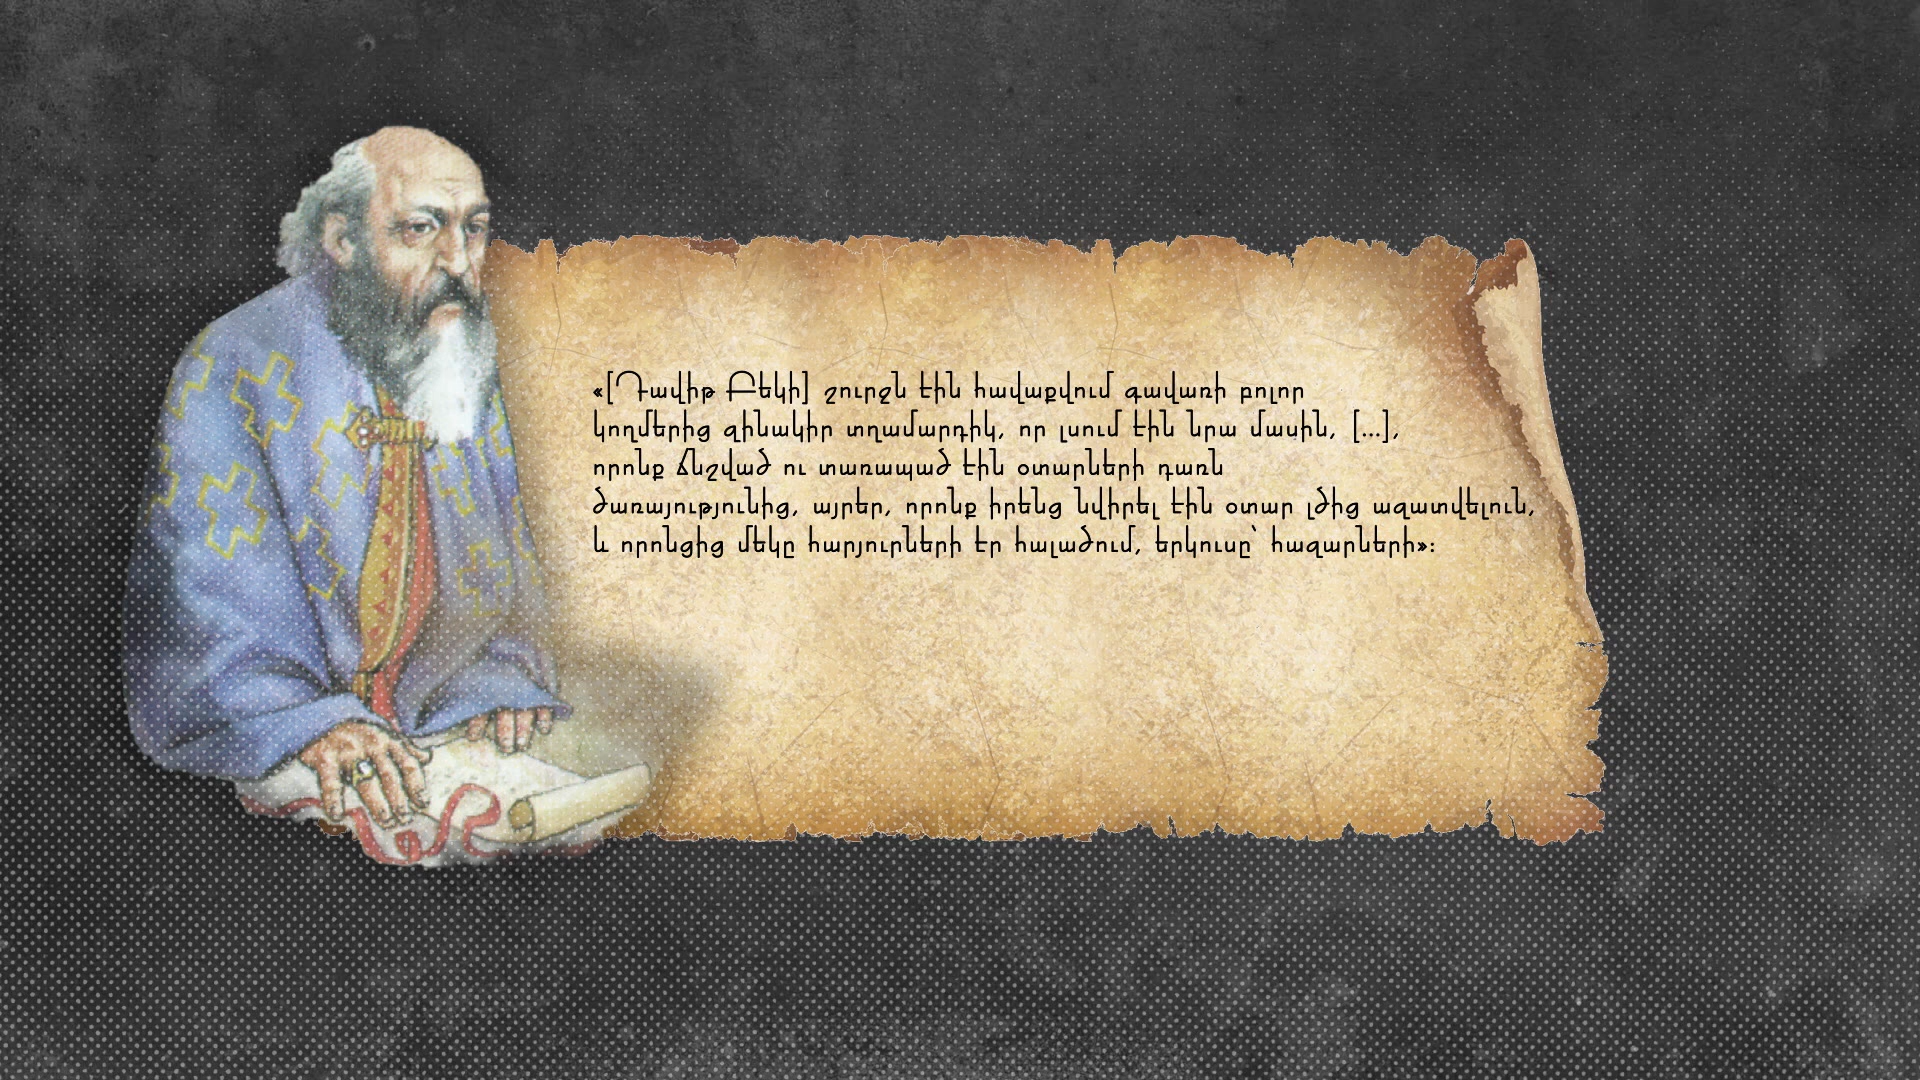 «[Դավիթ Բեկի] շուրջն էին հավաքվում գավառի բոլոր
կողմերից զինակիր տղամարդիկ, որ լսում էին նրա մասին, [...],
որոնք ճնշված ու տառապած էին օտարների դառն
ծառայությունից, այրեր, որոնք իրենց նվիրել էին օտար լծից ազատվելուն,
և որոնցից մեկը հարյուրների էր հալածում, երկուսը՝ հազարների»: